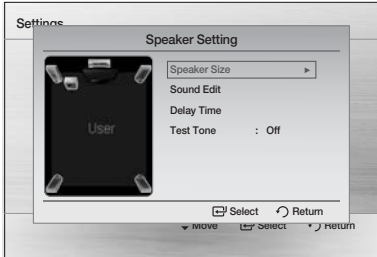 Settings
Speaker Setting
Speaker Size ►
Sound Edit
Delay Time
Test Tone : Off
User
Select Return
Move Select Return